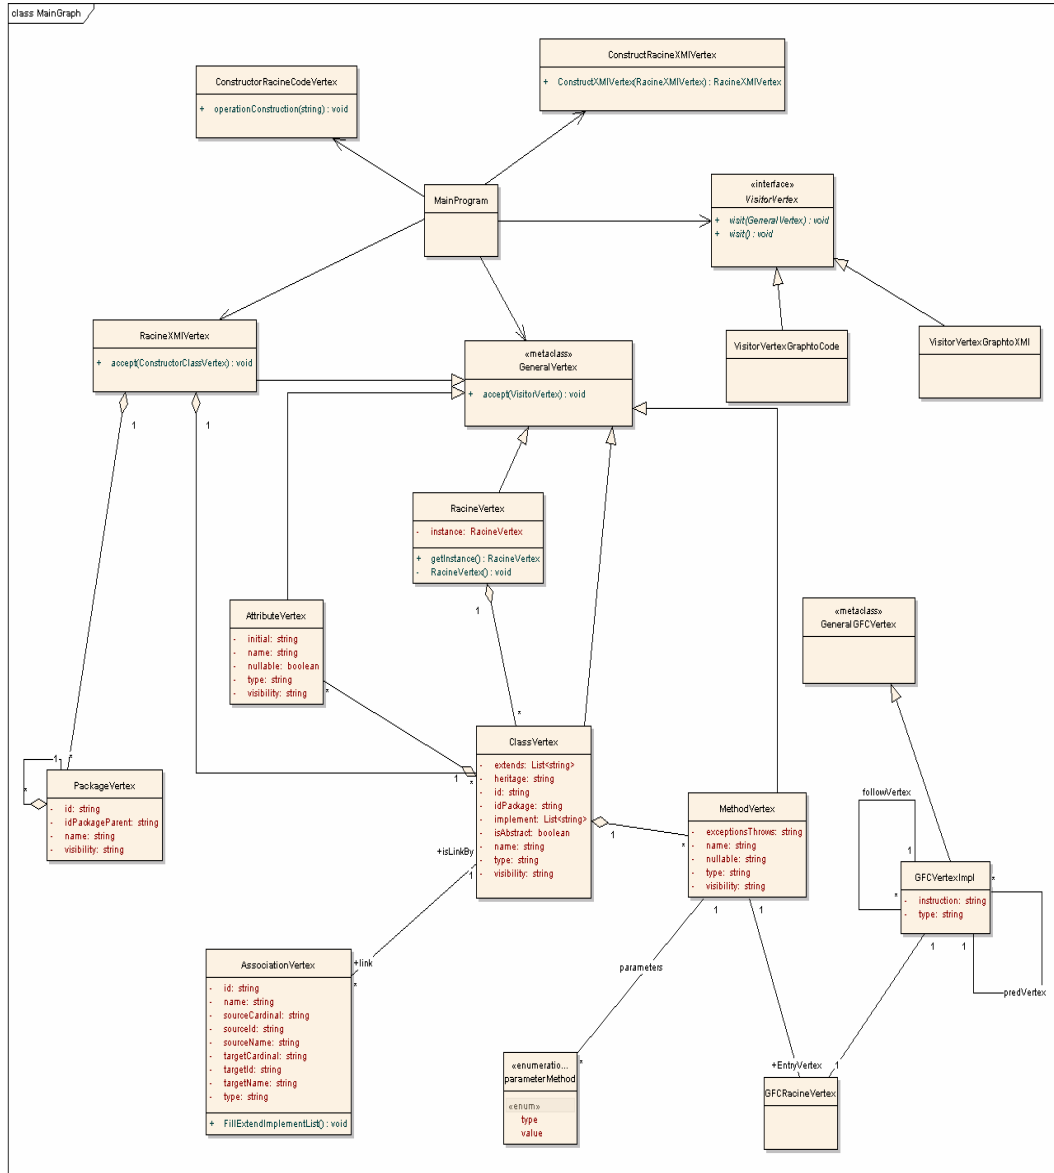 class MainGraph
ConstructRacineXMIVertex
+ ConstructXMIVertex(RacineXMIVertex) : RacineXMIVertex
ConstructorRacineCodeVertex
+ operationConstruction(string) : void
MainProgram
«interface»
VisitorVertex
+ visit(GeneralVertex) : void
+ visit() : void
RacineXMIVertex
+ accept(ConstructorClassVertex) : void
«metaclass»
GeneralVertex
+ accept(VisitorVertex) : void
VisitorVertexGraphtoCode
VisitorVertexGraphtoXMI
1
1
RacineVertex
- instance: RacineVertex
+ getInstance() : RacineVertex
- RacineVertex() : void
1
AttributeVertex
- initial: string
- name: string
- nullable: boolean
- type: string
- visibility: string
*
«metaclass»
GeneralGFCVertex
*
ClassVertex
- extends: List<string>
- heritage: string
- id: string
- idPackage: string
- implement: List<string>
- isAbstract: boolean
- name: string
- type: string
- visibility: string
1
*
1
*
+isLinkBy
1
1
*
*
PackageVertex
- id: string
- idPackageParent: string
- name: string
- visibility: string
MethodVertex
- exceptionsThrows: string
- name: string
- nullable: string
- type: string
- visibility: string
1
1
followVertex
1
*
*
GFCVertexImpl
- instruction: string
- type: string
1
1
predVertex
+link
*
AssociationVertex
- id: string
- name: string
- sourceCardinal: string
- sourceId: string
- sourceName: string
- targetCardinal: string
- targetId: string
- targetName: string
- type: string
+ FillExtendImplementList() : void
parameters
*
«enumeratio...
parameterMethod
«enum»
type
value
+EntryVertex
1
GFCRacineVertex